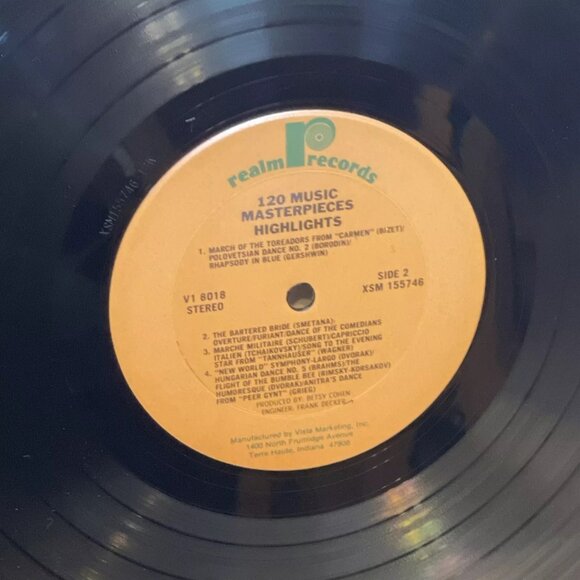 realm records
120 MUSIC
MASTERPIECES
HIGHLIGHTS
1. MARCH OF THE TOREADORS FROM "CARMEN" (BIZET)/
POLOVETSIAN DANCE NO. 2 (BORODIN)/
RHAPSODY IN BLUE (GERSHWIN)
V1 8018
STEREO
SIDE 2
XSM 155746
2. THE BARTERED BRIDE (SMETANA):
OVERTURE/FURIANT/DANCE OF THE COMEDIANS
3. MARCHE MILITAIRE (SCHUBERT)/CAPRICCIO
ITALIEN (TCHAIKOVSKY)/SONG TO THE EVENING
STAR FROM "TANNHAUSER" (WAGNER)
4. "NEW WORLD" SYMPHONY-LARGO (DVORAK)/
HUNGARIAN DANCE NO. 5 (BRAHMS)/THE
FLIGHT OF THE BUMBLE BEE (RIMSKY-KORSAKOV)
HUMORESQUE (DVORAK)/ANITRA'S DANCE
FROM "PEER GYNT" (GRIEG)
PRODUCED BY: BETSY COHEN
ENGINEER: FRANK DECKER
Manufactured by Vista Marketing, Inc.
1400 North Fruitridge Avenue
Terre Haute, Indiana 47808
XSM155746